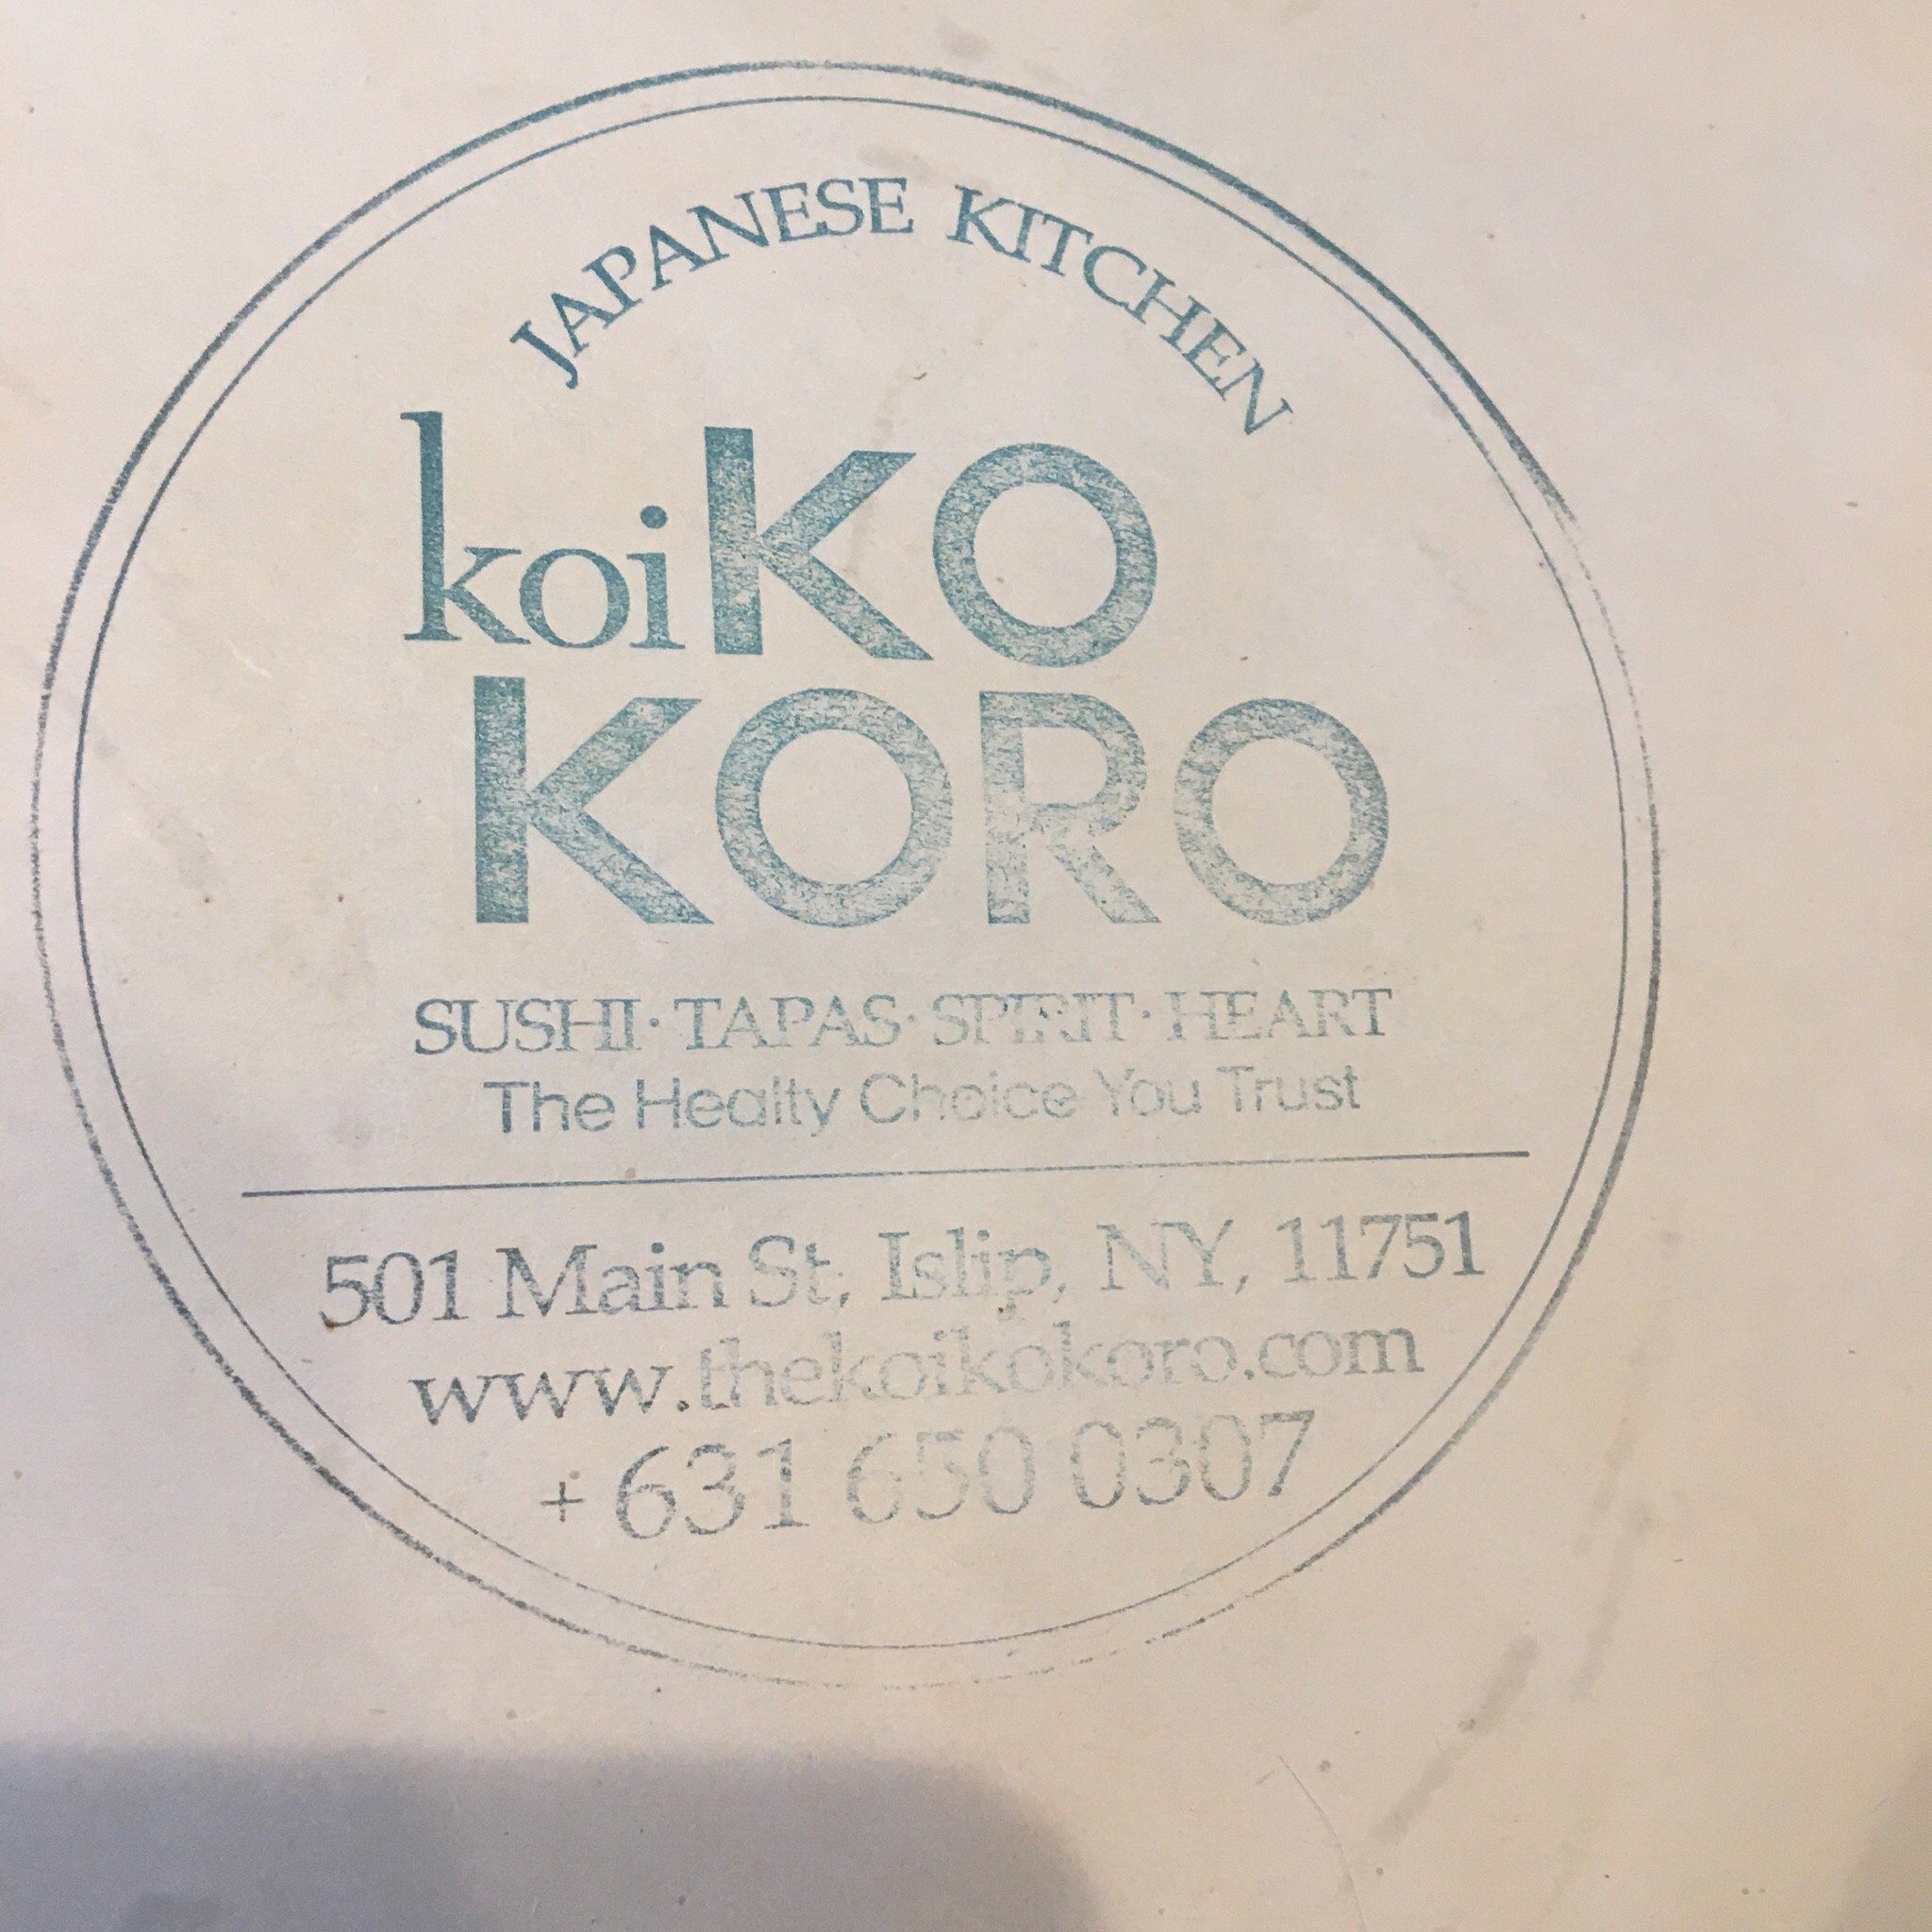 JAPANESE KITCHEN
koiKO
KORO
SUSHI·TAPAS·SPIRIT·HEART
The Healty Choice You Trust
501 Main St, Islip, NY, 11751
www.thekoikokoro.com
+ 631 650 0307